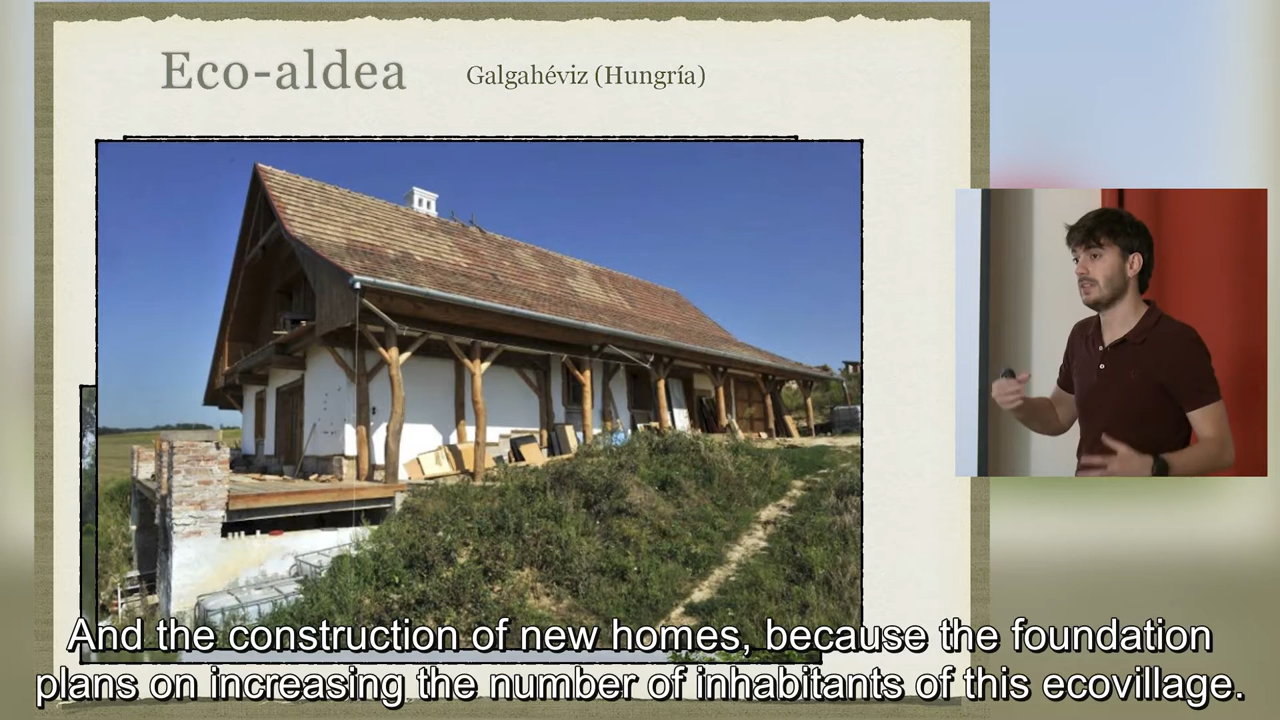 Eco-aldea
Galgahéviz (Hungría)
And the construction of new homes, because the foundation
plans on increasing the number of inhabitants of this ecovillage.